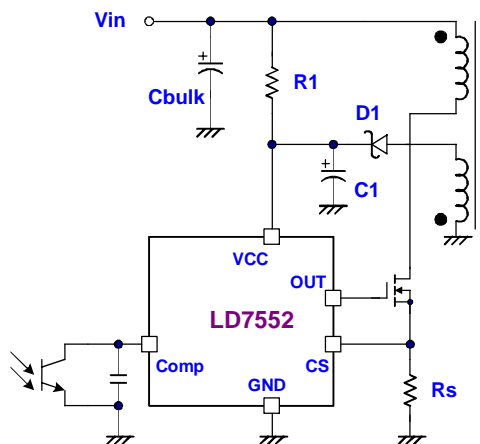 Vin
Cbulk
R1
D1
+
+
C1
VCC
OUT
LD7552
Comp
CS
GND
Rs